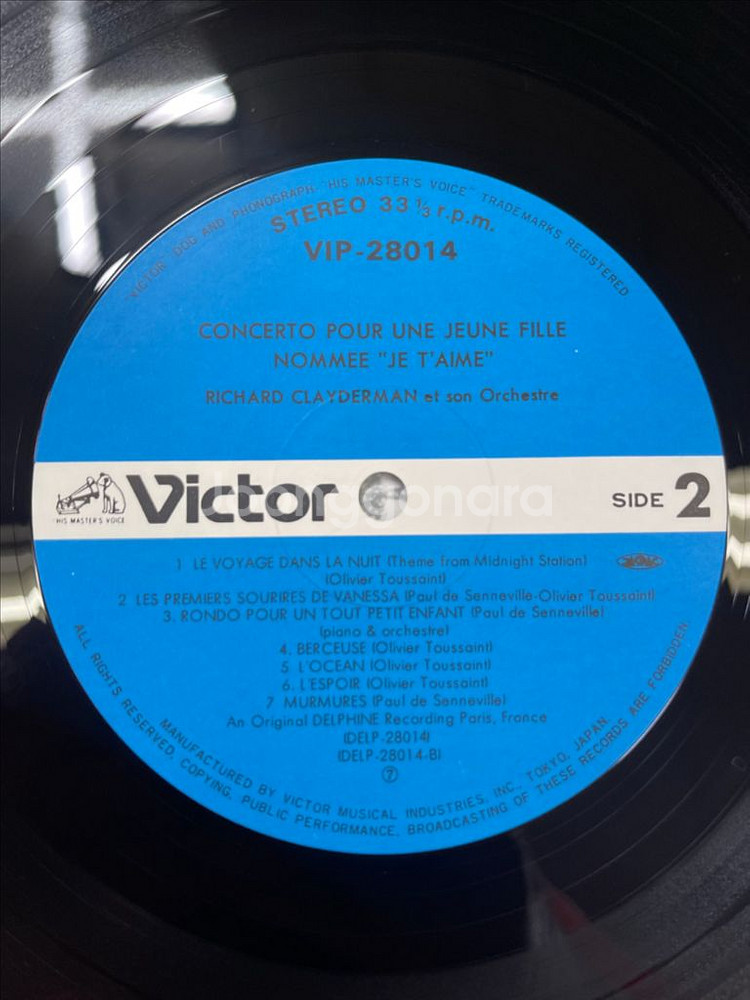 "VICTOR, DOG AND PHONOGRAPH, "HIS MASTER'S VOICE" TRADEMARKS REGISTERED
STEREO 33 1/3 r.p.m.
VIP-28014
CONCERTO POUR UNE JEUNE FILLE
NOMMEE "JE T'AIME"
RICHARD CLAYDERMAN et son Orchestre
"HIS MASTER'S VOICE"
Victor
SIDE 2
Joonggonara
1 LE VOYAGE DANS LA NUIT (Theme from Midnight Station)
(Olivier Toussaint)
2 LES PREMIERS SOURIRES DE VANESSA (Paul de Senneville-Olivier Toussaint)
3. RONDO POUR UN TOUT PETIT ENFANT (Paul de Senneville)
(piano & orchestre)
4. BERCEUSE (Olivier Toussaint)
5 L'OCEAN (Olivier Toussaint)
6. L'ESPOIR (Olivier Toussaint)
7 MURMURES (Paul de Senneville)
An Original DELPHINE Recording Paris, France
(DELP-28014)
(DELP-28014-B)
7
MANUFACTURED BY VICTOR MUSICAL INDUSTRIES, INC., TOKYO, JAPAN.
ALL RIGHTS RESERVED. COPYING, PUBLIC PERFORMANCE, BROADCASTING OF THESE RECORDS ARE FORBIDDEN.